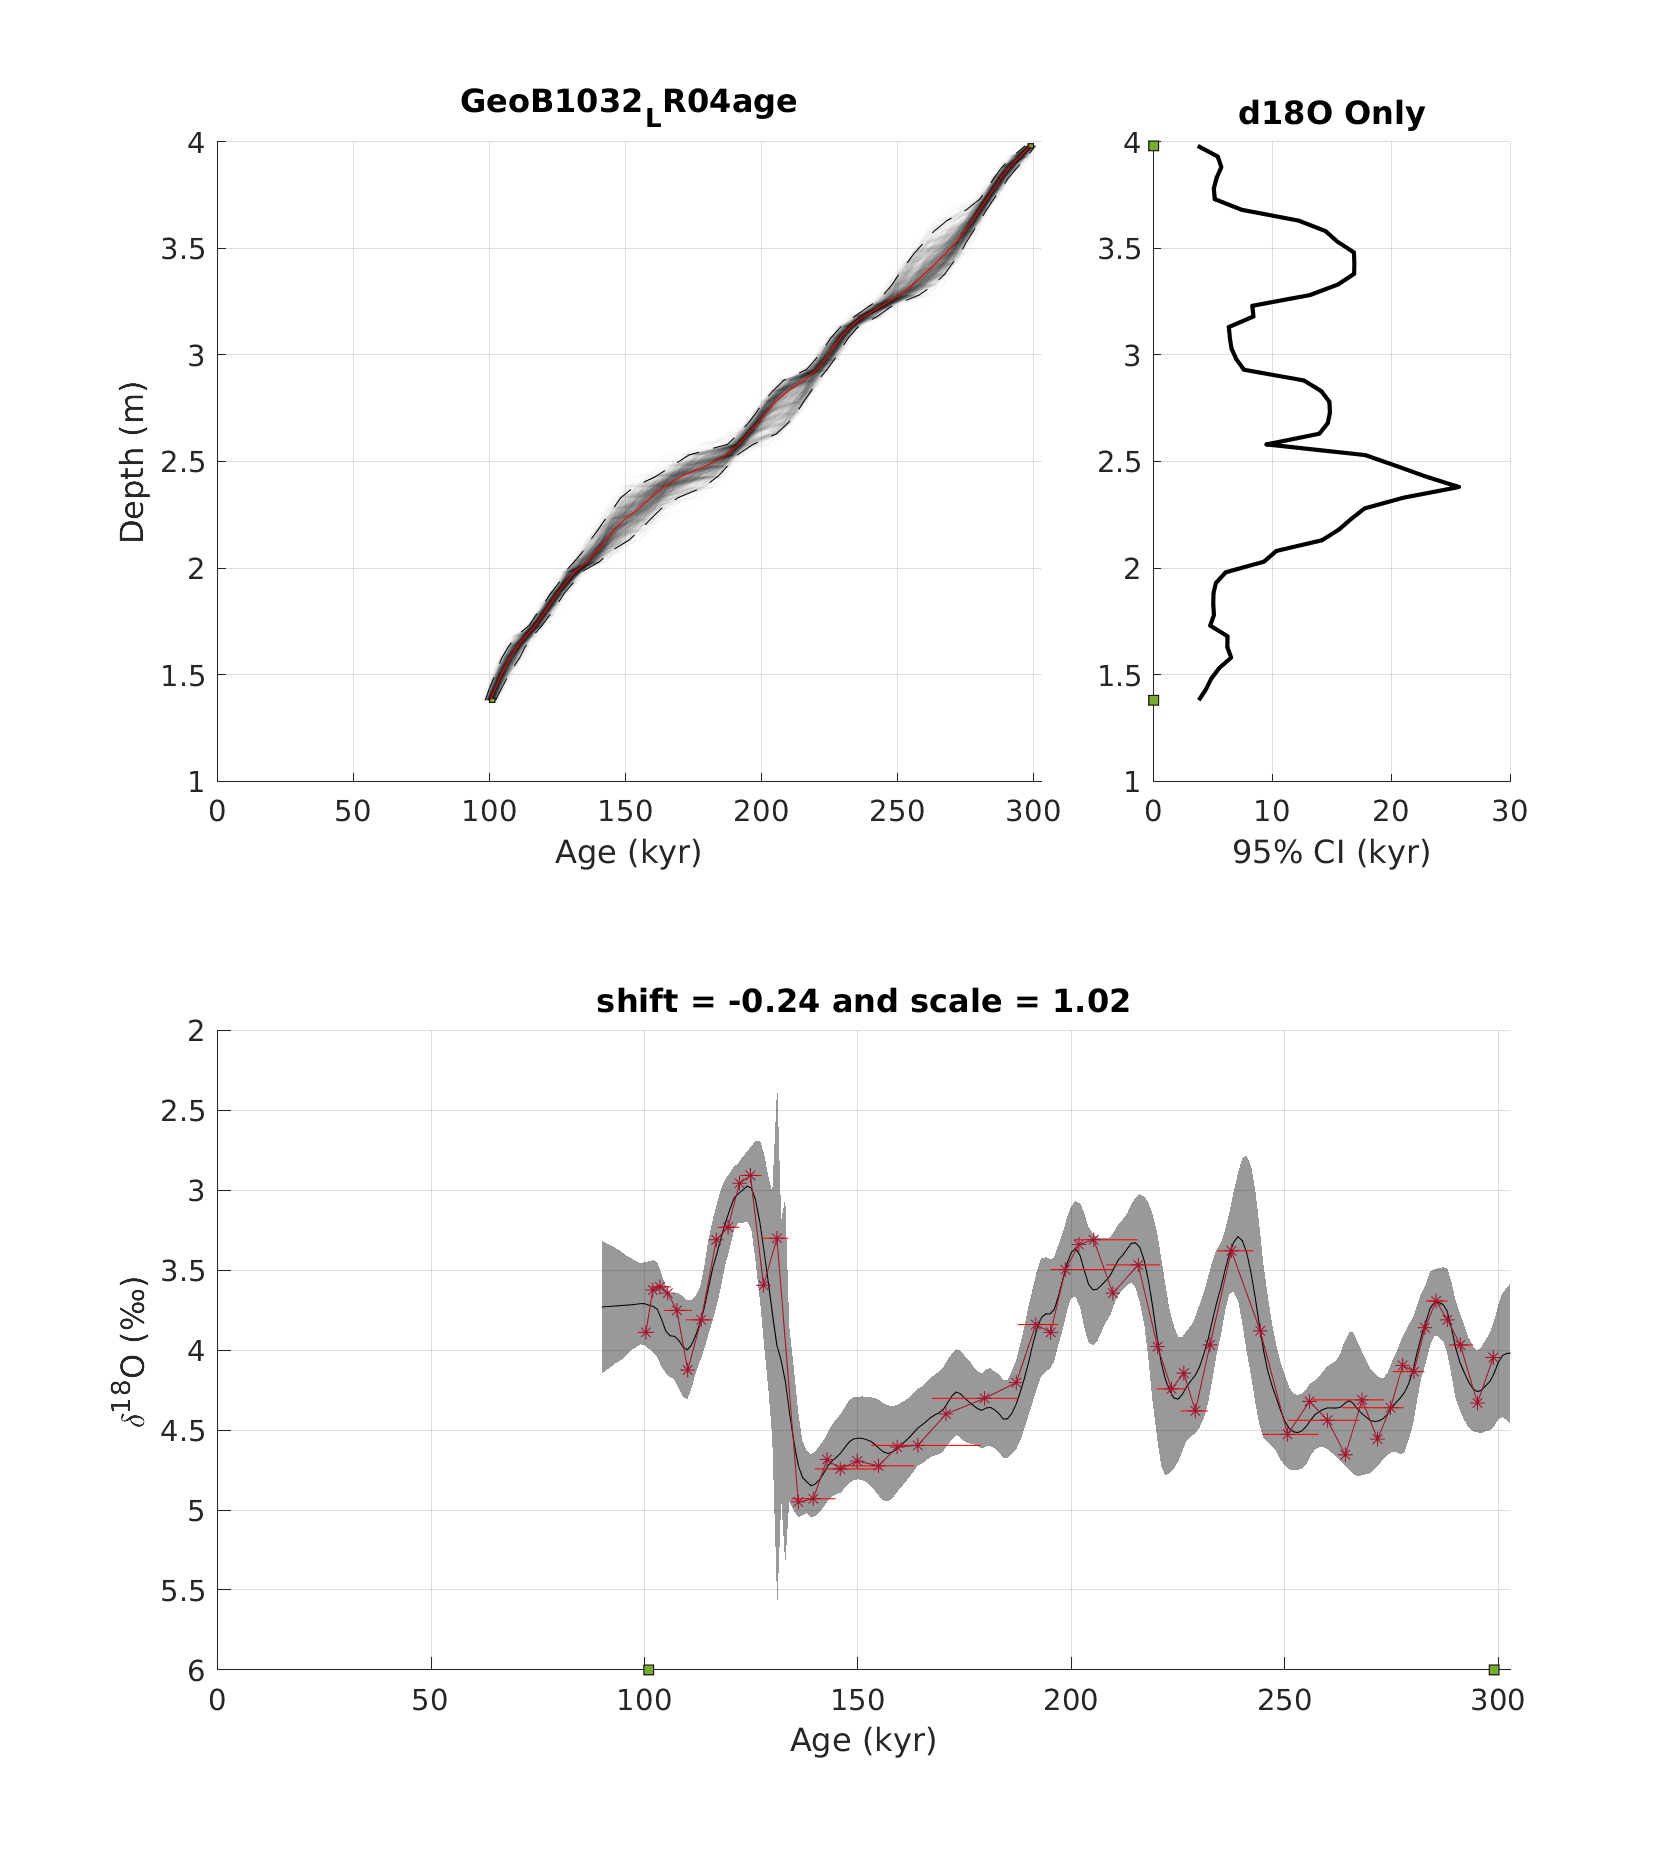 GeoB1032_LR04age
d18O Only
4
3.5
3
2.5
2
1.5
1
Depth (m)
0 50 100 150 200 250 300
Age (kyr)
4
3.5
3
2.5
2
1.5
1
0 10 20 30
95% CI (kyr)
shift = -0.24 and scale = 1.02
2
2.5
3
3.5
4
4.5
5
5.5
6
δ18O (‰)
0 50 100 150 200 250 300
Age (kyr)